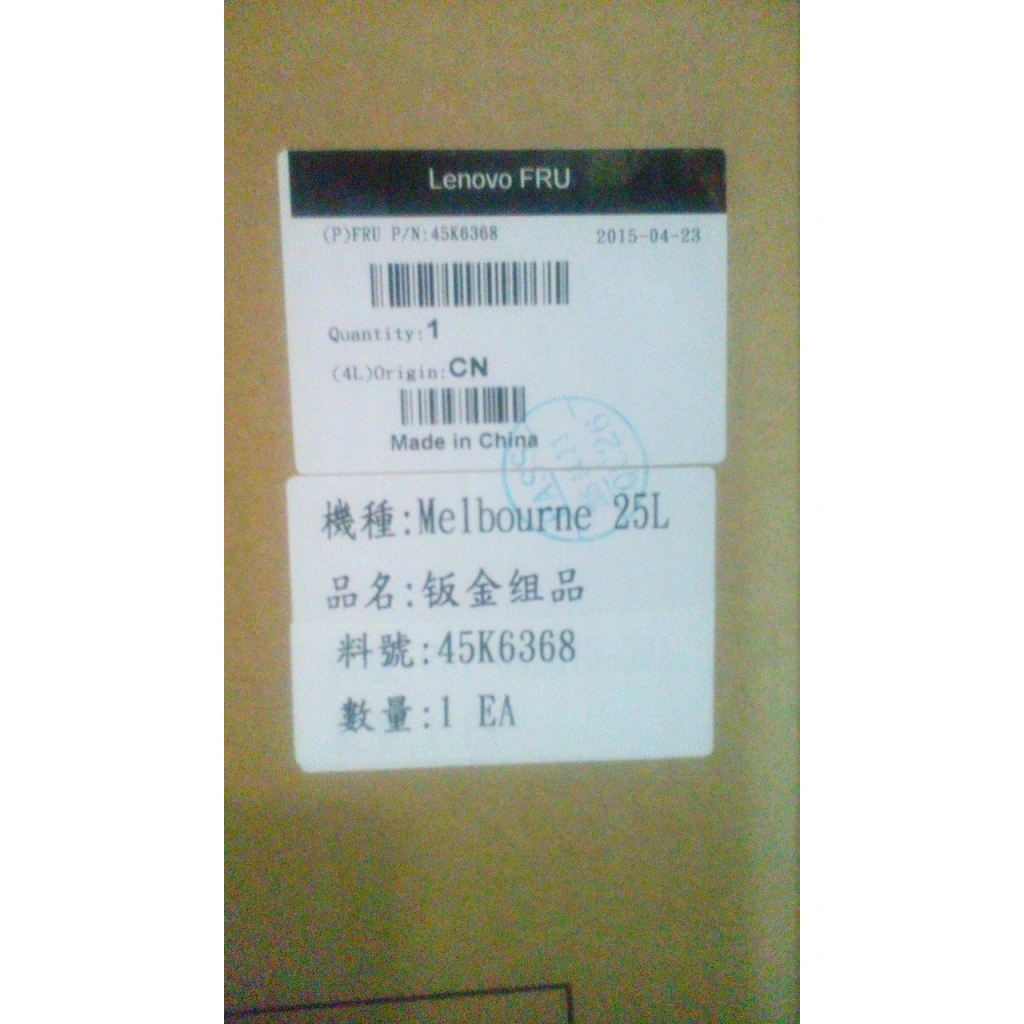 Lenovo FRU
(P)FRU P/N:45K6368 2015-04-23
Quantity:1
(4L)Origin:CN
Made in China
機種:Melbourne 25L
品名:钣金组品
料號:45K6368
數量:1 EA